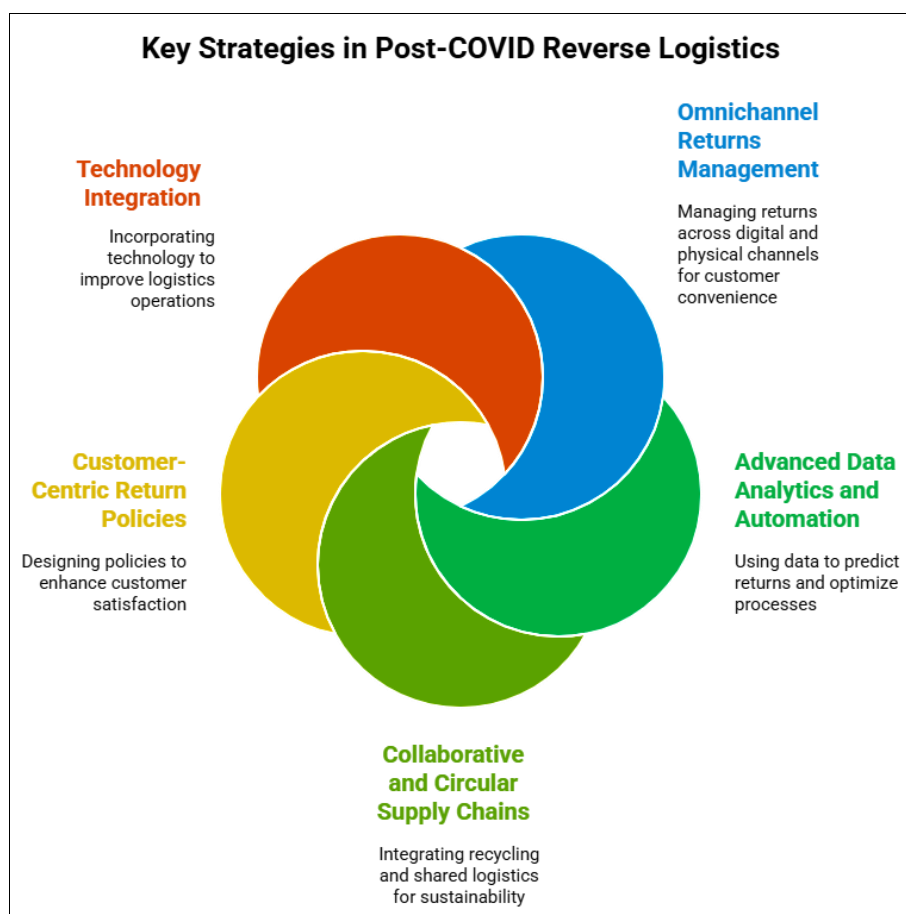 Key Strategies in Post-COVID Reverse Logistics
Omnichannel
Returns
Management
Managing returns
across digital and
physical channels
for customer
convenience
Technology
Integration
Incorporating
technology to
improve logistics
operations
Customer-
Centric Return
Policies
Designing policies to
enhance customer
satisfaction
Advanced Data
Analytics and
Automation
Using data to predict
returns and optimize
processes
Collaborative
and Circular
Supply Chains
Integrating recycling
and shared logistics
for sustainability